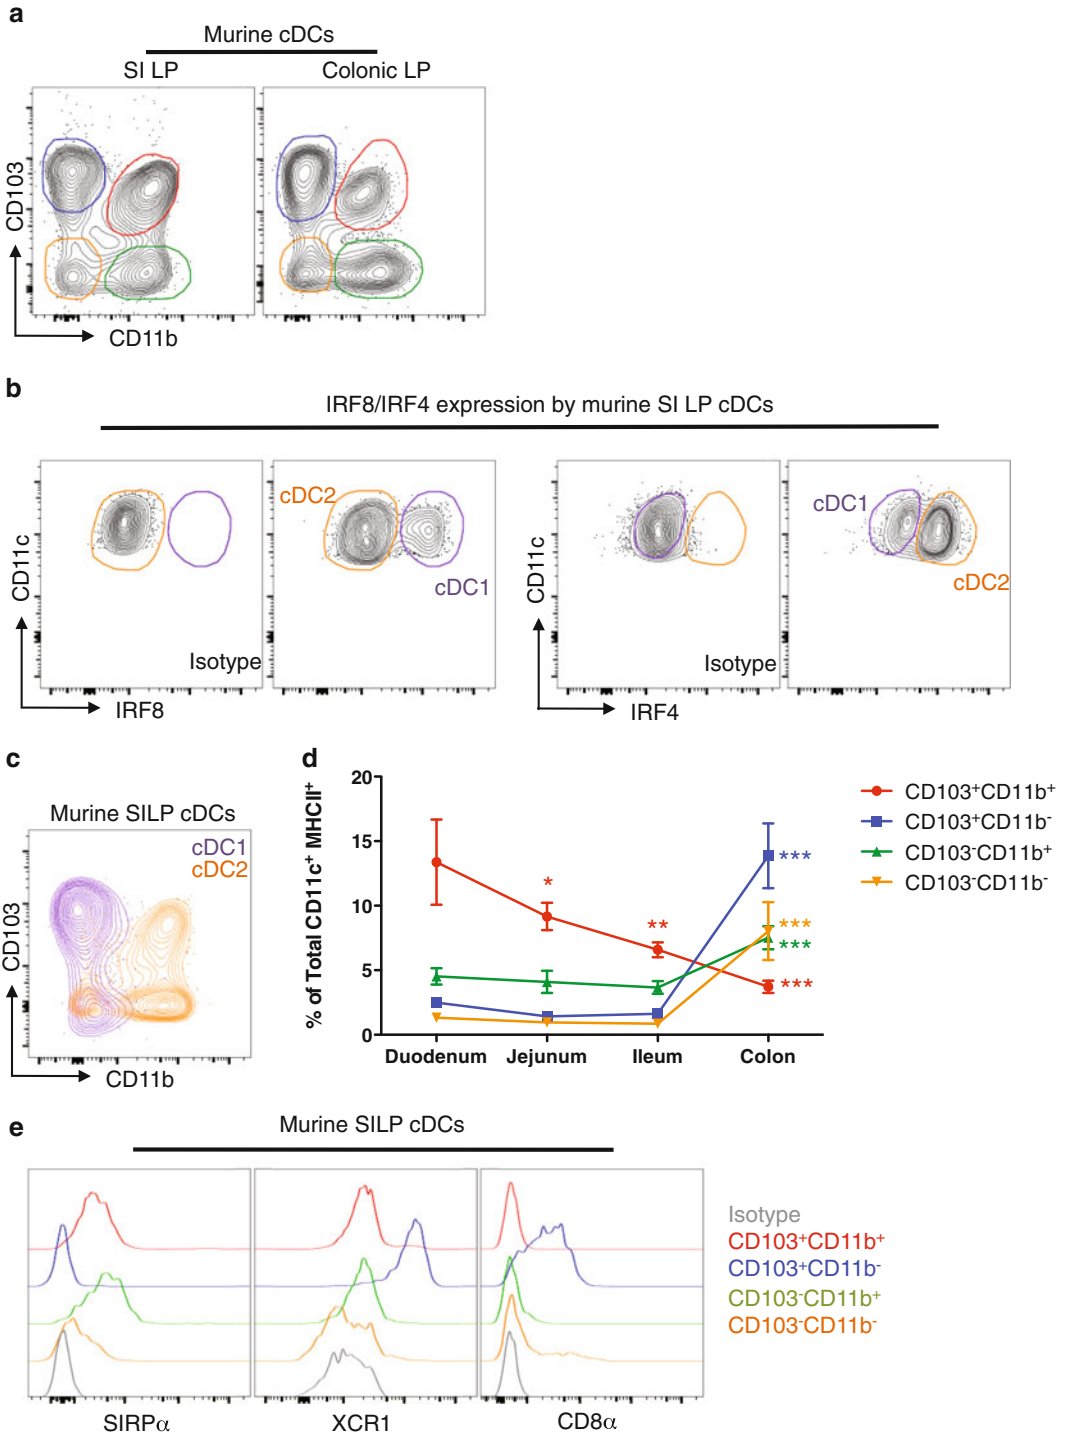 a
Murine cDCs
SI LP
Colonic LP
CD103
CD11b
b
IRF8/IRF4 expression by murine SI LP cDCs
CD11c
Isotype
cDC2
cDC1
IRF8
CD11c
Isotype
cDC1
cDC2
IRF4
c
Murine SILP cDCs
cDC1
cDC2
CD103
CD11b
d
% of Total CD11c⁺ MHCII⁺
20
15
10
5
0
*
**
***
***
***
***
Duodenum Jejunum Ileum Colon
CD103⁺CD11b⁺
CD103⁺CD11b⁻
CD103⁻CD11b⁺
CD103⁻CD11b⁻
e
Murine SILP cDCs
SIRPα
XCR1
CD8α
Isotype
CD103⁺CD11b⁺
CD103⁺CD11b⁻
CD103⁻CD11b⁺
CD103⁻CD11b⁻